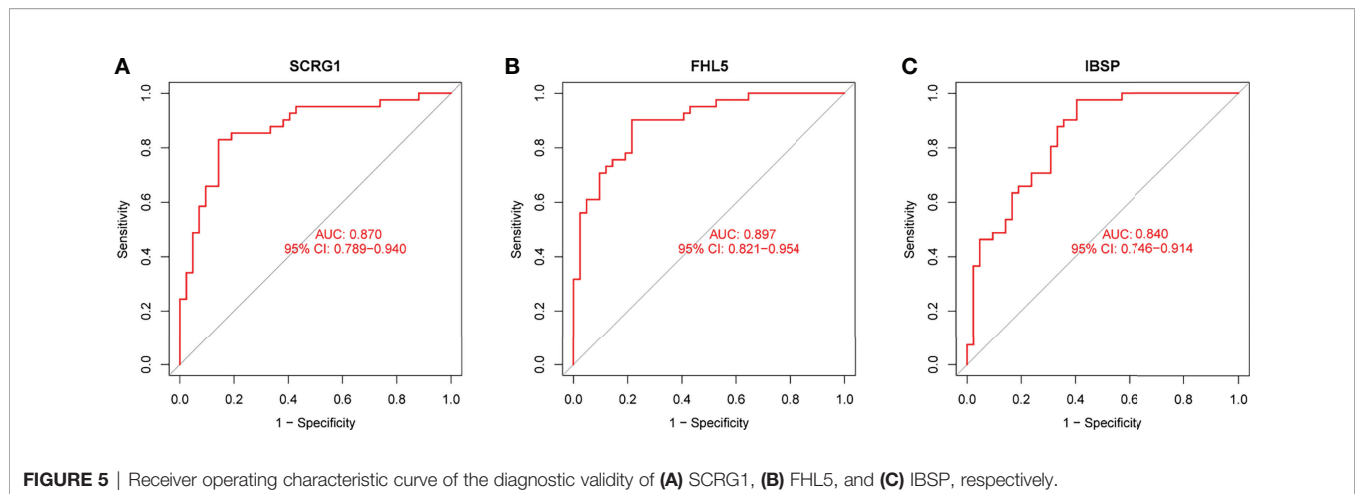 A
SCRG1
Sensitivity
1.0
0.8
0.6
0.4
0.2
0.0
AUC: 0.870
95% CI: 0.789−0.940
0.0 0.2 0.4 0.6 0.8 1.0
1 − Specificity
B
FHL5
Sensitivity
1.0
0.8
0.6
0.4
0.2
0.0
AUC: 0.897
95% CI: 0.821−0.954
0.0 0.2 0.4 0.6 0.8 1.0
1 − Specificity
C
IBSP
Sensitivity
1.0
0.8
0.6
0.4
0.2
0.0
AUC: 0.840
95% CI: 0.746−0.914
0.0 0.2 0.4 0.6 0.8 1.0
1 − Specificity
FIGURE 5 | Receiver operating characteristic curve of the diagnostic validity of (A) SCRG1, (B) FHL5, and (C) IBSP, respectively.